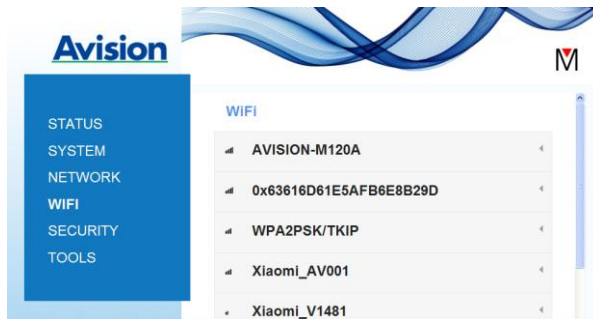 Avision
M
STATUS
SYSTEM
NETWORK
WIFI
SECURITY
TOOLS
WiFi
AVISION-M120A
0x63616D61E5AFB6E8B29D
WPA2PSK/TKIP
Xiaomi_AV001
Xiaomi_V1481